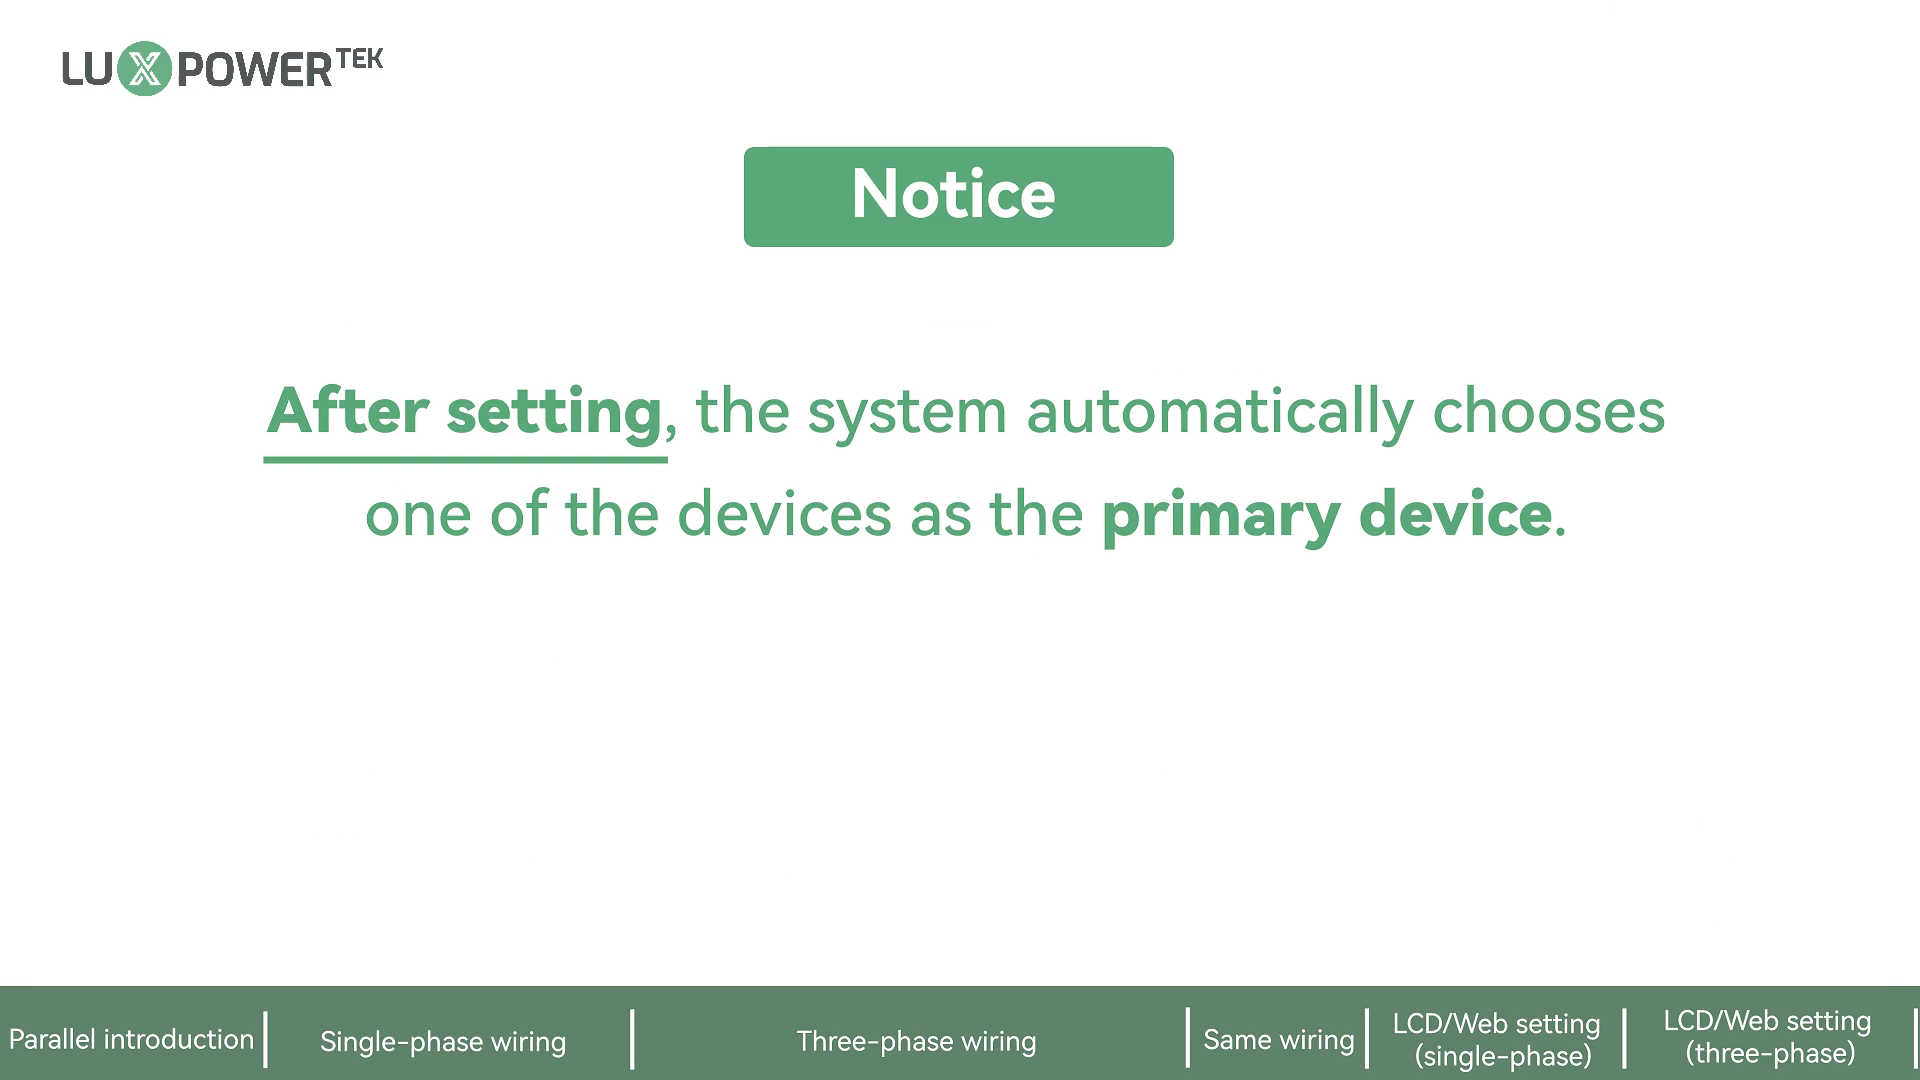 LUXPOWERTEK
Notice
After setting, the system automatically chooses
one of the devices as the primary device.
Parallel introduction
Single-phase wiring
Three-phase wiring
Same wiring
LCD/Web setting
(single-phase)
LCD/Web setting
(three-phase)